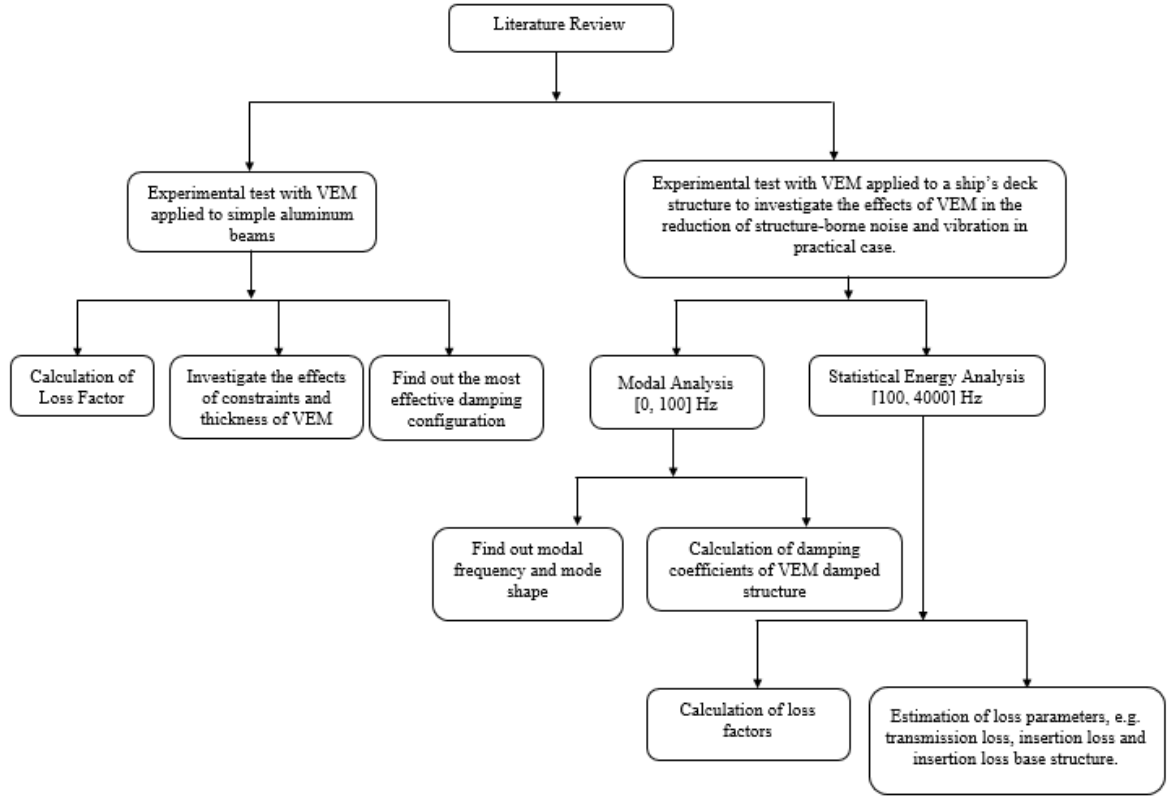 Literature Review
Experimental test with VEM
applied to simple aluminum
beams
Experimental test with VEM applied to a ship's deck
structure to investigate the effects of VEM in the
reduction of structure-borne noise and vibration in
practical case.
Calculation of
Loss Factor
Investigate the effects
of constraints and
thickness of VEM
Find out the most
effective damping
configuration
Modal Analysis
[0, 100] Hz
Statistical Energy Analysis
[100, 4000] Hz
Find out modal
frequency and mode
shape
Calculation of damping
coefficients of VEM damped
structure
Calculation of loss
factors
Estimation of loss parameters, e.g.
transmission loss, insertion loss and
insertion loss base structure.